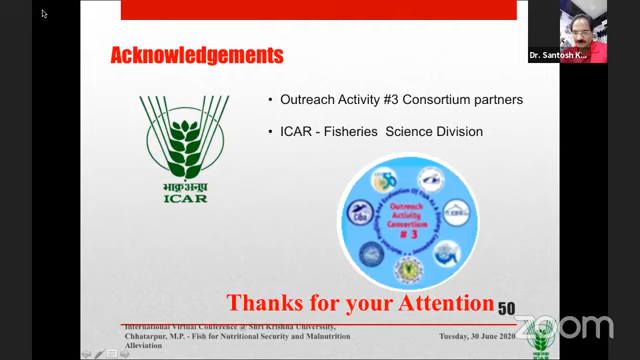 Acknowledgements
Dr. Santosh K...
• Outreach Activity #3 Consortium partners
• ICAR - Fisheries Science Division
भाकृअनुप
ICAR
Outreach
Activity
Consortium
# 3
Thanks for your Attention
50
zoom
International Virtual Conference @ Shri Krishna University,
Chhatarpur, M.P. - Fish for Nutritional Security and Malnutrition
Alleviation
Tuesday, 30 June 2020